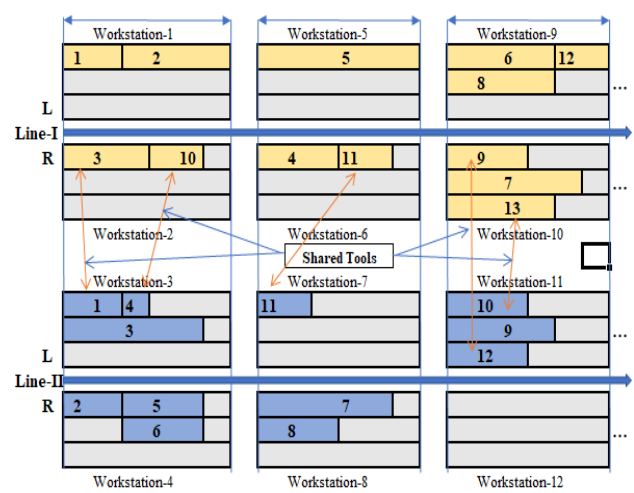 Workstation-1 Workstation-5 Workstation-9
1 2 5 6 12
8 ...
L
Line-I
R 3 10 4 11 9
7 ...
13
Workstation-2 Workstation-6 Workstation-10
Shared Tools
Workstation-3 Workstation-7 Workstation-11
1 4 11 10
3 9 ...
L 12
Line-II
R 2 5 7
6 8 ...
Workstation-4 Workstation-8 Workstation-12